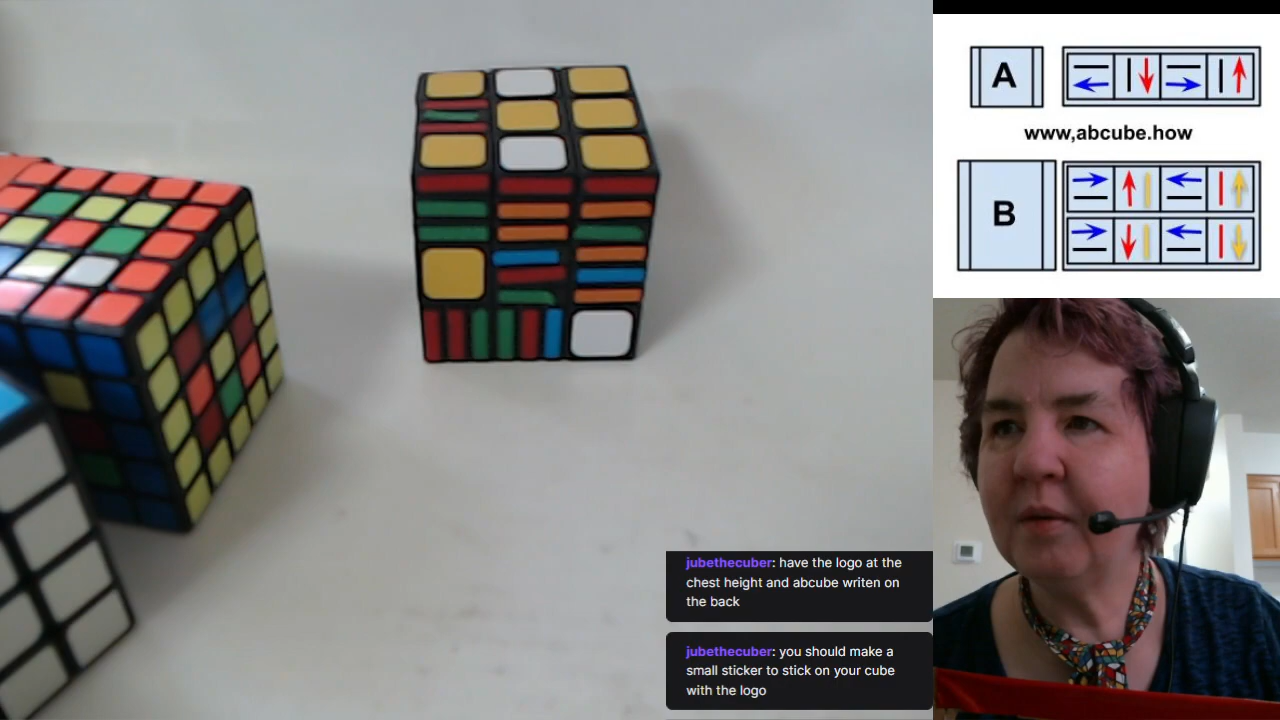 A
www,abcube.how
B
jubethecuber: have the logo at the
chest height and abcube writen on
the back
jubethecuber: you should make a
small sticker to stick on your cube
with the logo